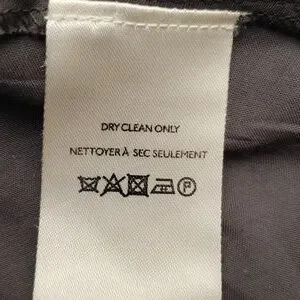 DRY CLEAN ONLY
NETTOYER À SEC SEULEMENT
P